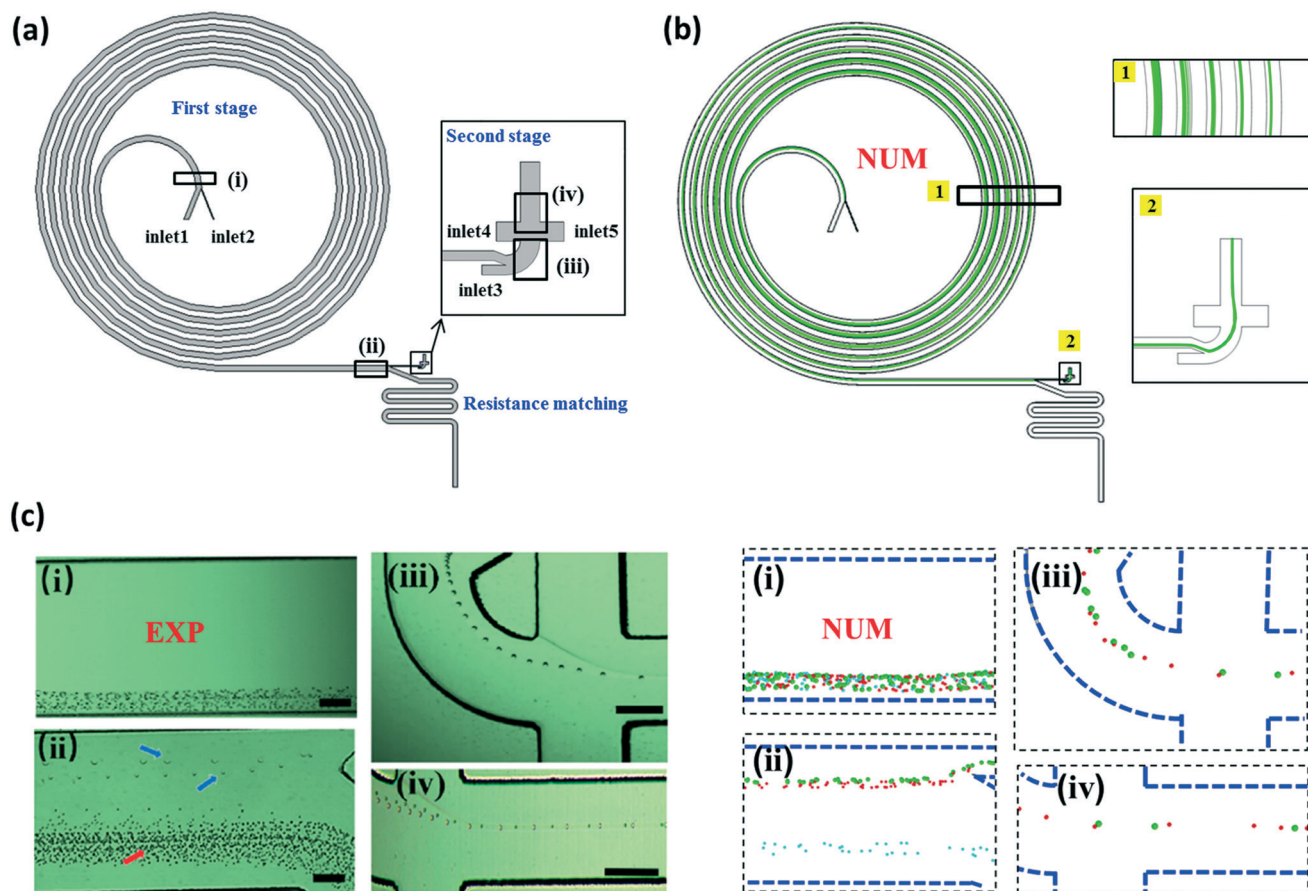 (a)
First stage
(i)
inlet1
inlet2
Second stage
(iv)
inlet4
inlet5
(iii)
inlet3
(ii)
Resistance matching
(b)
NUM
1
2
1
2
(c)
(i)
EXP
(ii)
(iii)
(iv)
(i)
NUM
(ii)
(iii)
(iv)